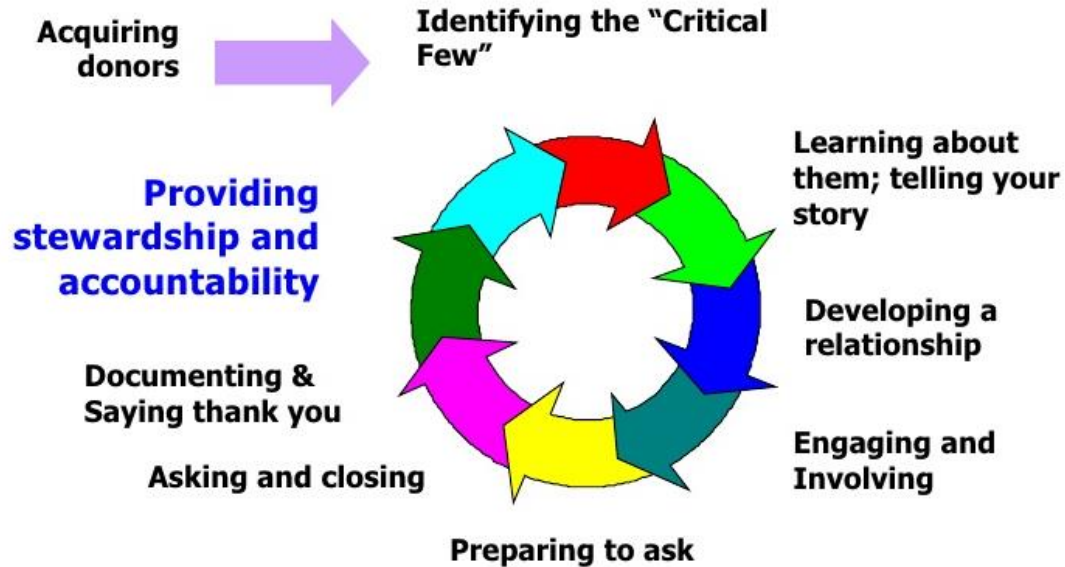 Acquiring
donors
Identifying the “Critical
Few”
Learning about
them; telling your
story
Developing a
relationship
Engaging and
Involving
Preparing to ask
Asking and closing
Documenting &
Saying thank you
Providing
stewardship and
accountability